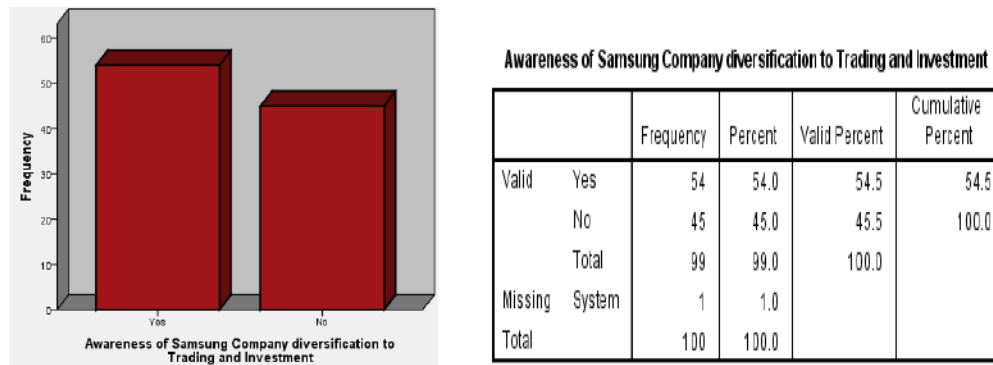 Frequency
60
50
40
30
20
10
0
Yes
No
Awareness of Samsung Company diversification to
Trading and Investment
Awareness of Samsung Company diversification to Trading and Investment
Frequency Percent Valid Percent Cumulative Percent
Valid Yes 54 54.0 54.5 54.5
No 45 45.0 45.5 100.0
Total 99 99.0 100.0
Missing System 1 1.0
Total 100 100.0